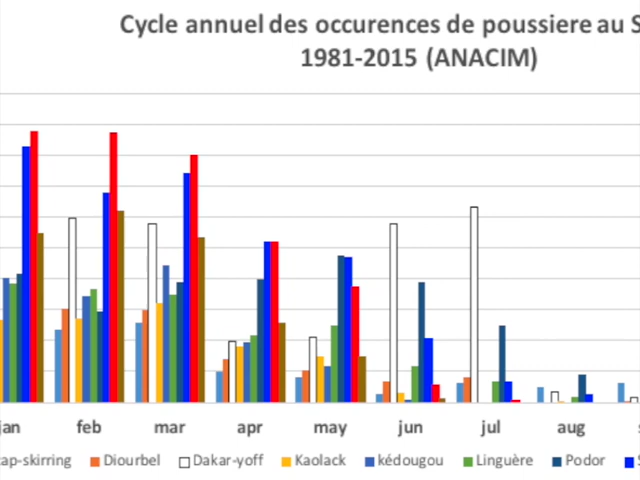 Cycle annuel des occurences de poussiere au S
1981-2015 (ANACIM)
jan feb mar apr may jun jul aug s
cap-skirring Diourbel Dakar-yoff Kaolack kédougou Linguère Podor S